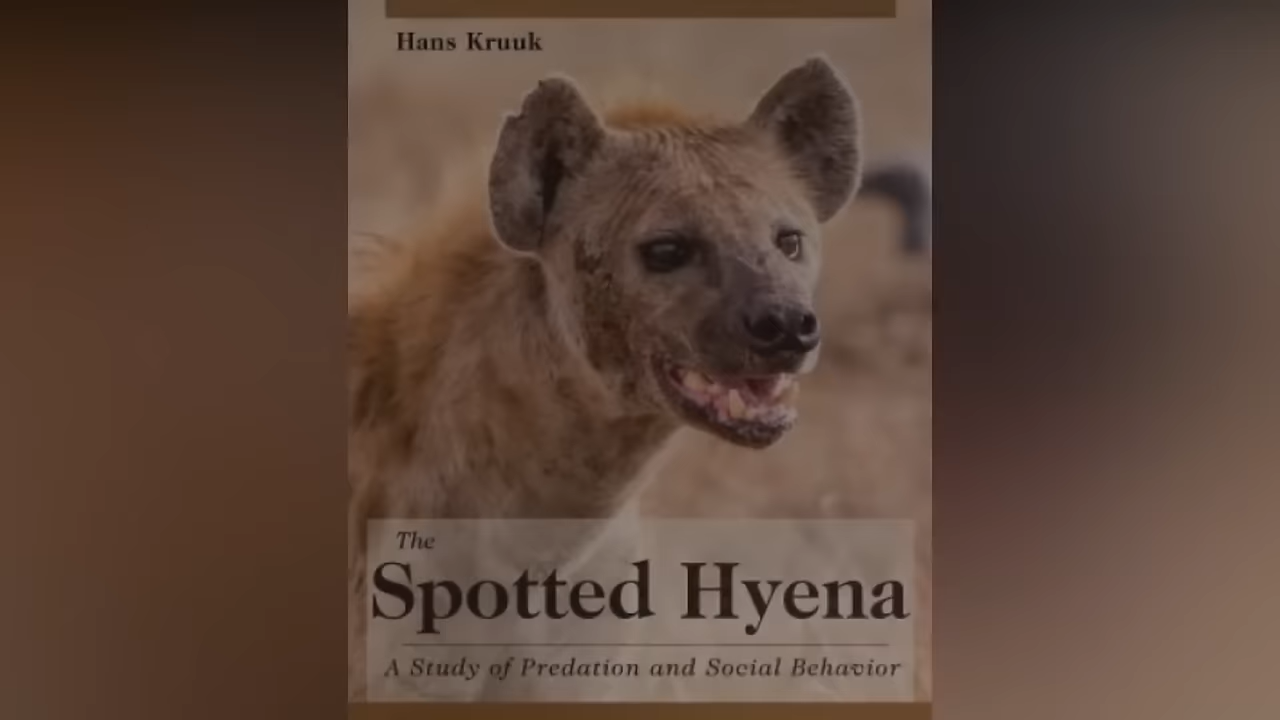 Hans Kruuk
The
Spotted Hyena
A Study of Predation and Social Behavior